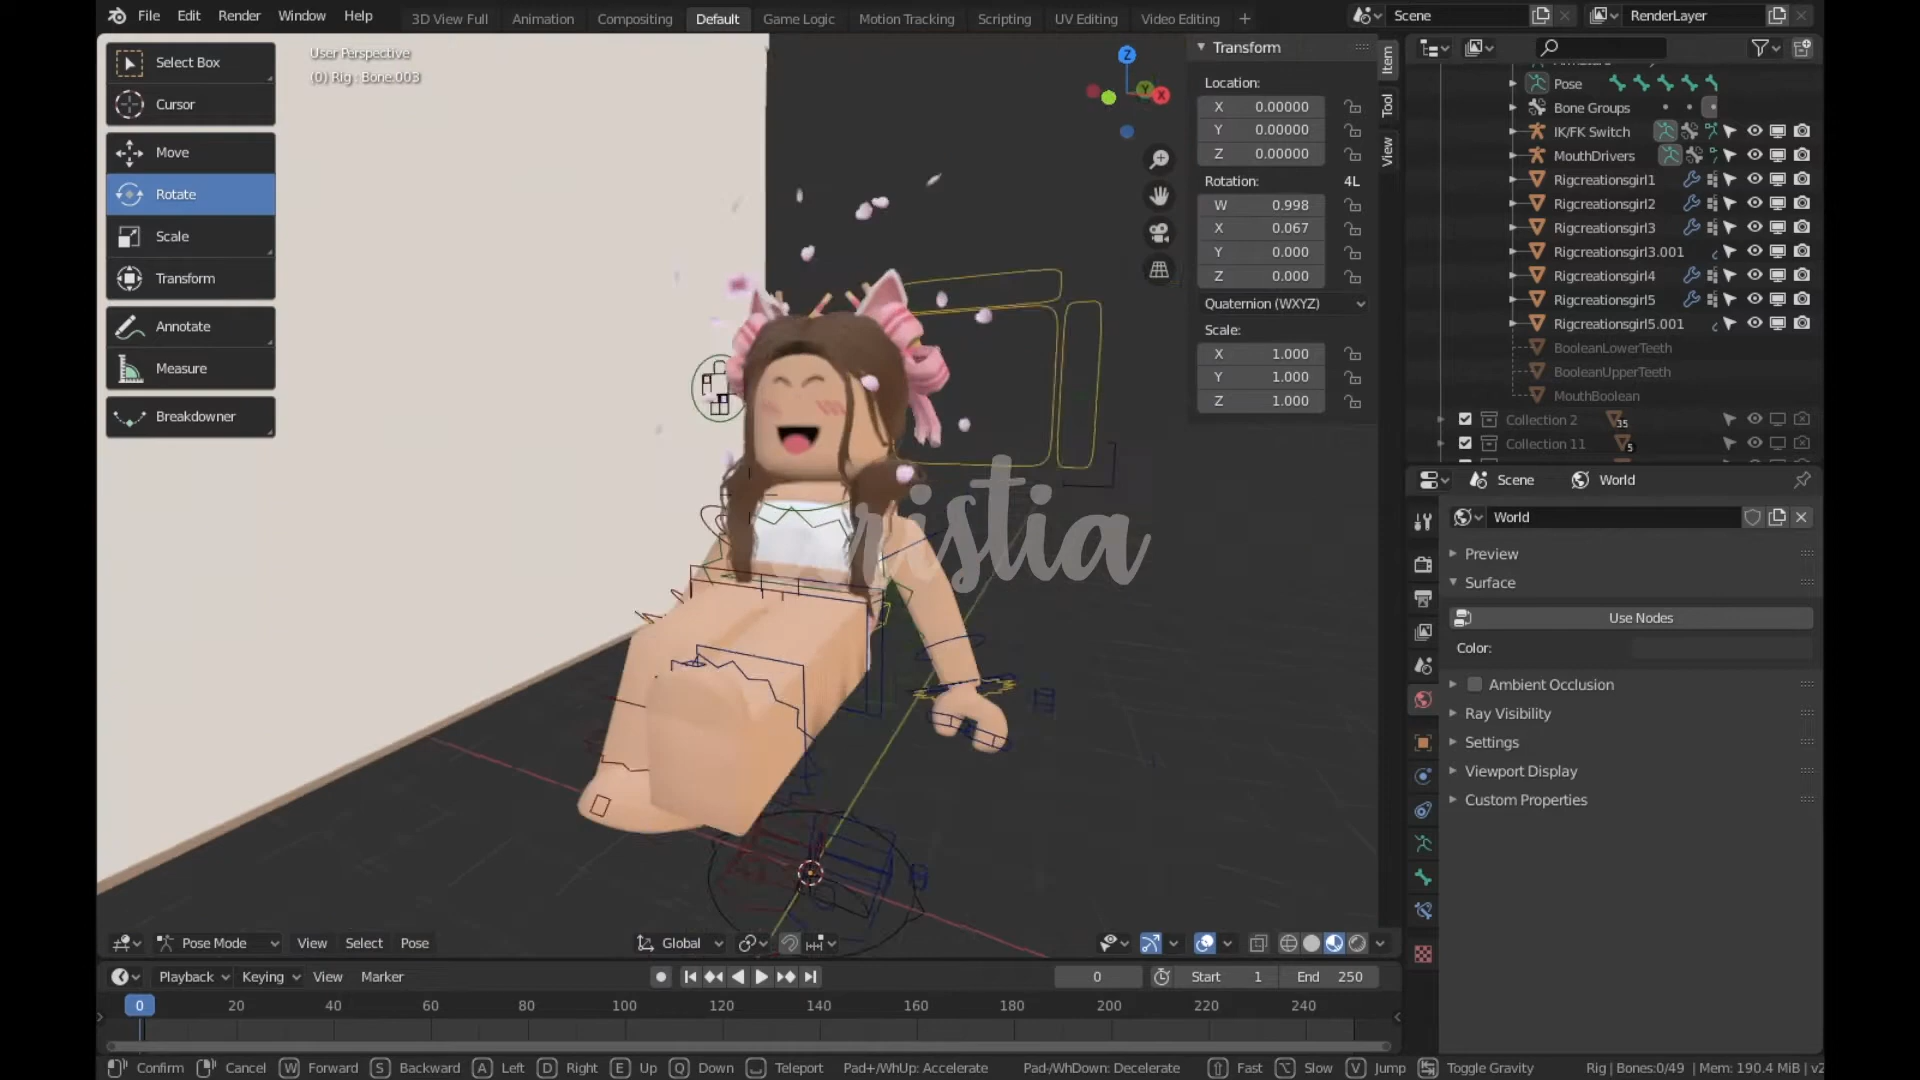 File Edit Render Window Help
3D View Full Animation Compositing Default Game Logic Motion Tracking Scripting UV Editing Video Editing +
Scene
RenderLayer
Select Box
Cursor
Move
Rotate
Scale
Transform
Annotate
Measure
Breakdowner
User Perspective
(0) Rig : Bone.003
Z
Y
X
ristia
Transform
Location:
X 0.00000
Y 0.00000
Z 0.00000
Rotation: 4L
W 0.998
X 0.067
Y 0.000
Z 0.000
Quaternion (WXYZ)
Scale:
X 1.000
Y 1.000
Z 1.000
Item
Tool
View
Pose
Bone Groups
IK/FK Switch
MouthDrivers
Rigcreationsgirl1
Rigcreationsgirl2
Rigcreationsgirl3
Rigcreationsgirl3.001
Rigcreationsgirl4
Rigcreationsgirl5
Rigcreationsgirl5.001
BooleanLowerTeeth
BooleanUpperTeeth
MouthBoolean
Collection 2 35
Collection 11 5
Scene World
World
Preview
Surface
Use Nodes
Color:
Ambient Occlusion
Ray Visibility
Settings
Viewport Display
Custom Properties
Pose Mode View Select Pose
Global
Playback Keying View Marker
0 Start 1 End 250
0 20 40 60 80 100 120 140 160 180 200 220 240
Confirm Cancel W Forward S Backward A Left D Right E Up Q Down Teleport Pad+/WhUp: Accelerate Pad-/WhDown: Decelerate Fast Slow V Jump Toggle Gravity Rig | Bones:0/49 | Mem: 190.4 MiB | v2